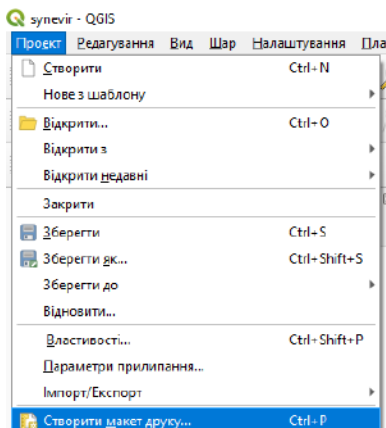 synevir - QGIS
Проєкт Редагування Вид Шар Налаштування Пла
Створити Ctrl+N
Нове з шаблону
Відкрити... Ctrl+O
Відкрити з
Відкрити недавні
Закрити
Зберегти Ctrl+S
Зберегти як... Ctrl+Shift+S
Зберегти до
Відновити...
Властивості... Ctrl+Shift+P
Параметри прилипання...
Імпорт/Експорт
Створити макет друку... Ctrl+P